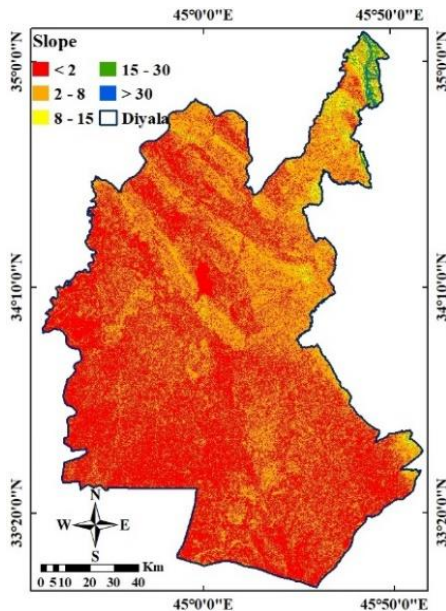 45°0'0"E 45°50'0"E
Slope
< 2 15 - 30
2 - 8 > 30
8 - 15 Diyala
35°0'0"N 35°0'0"N
34°10'0"N 34°10'0"N
33°20'0"N 33°20'0"N
N
W E
S
Km
0 5 10 20 30 40
45°0'0"E 45°50'0"E